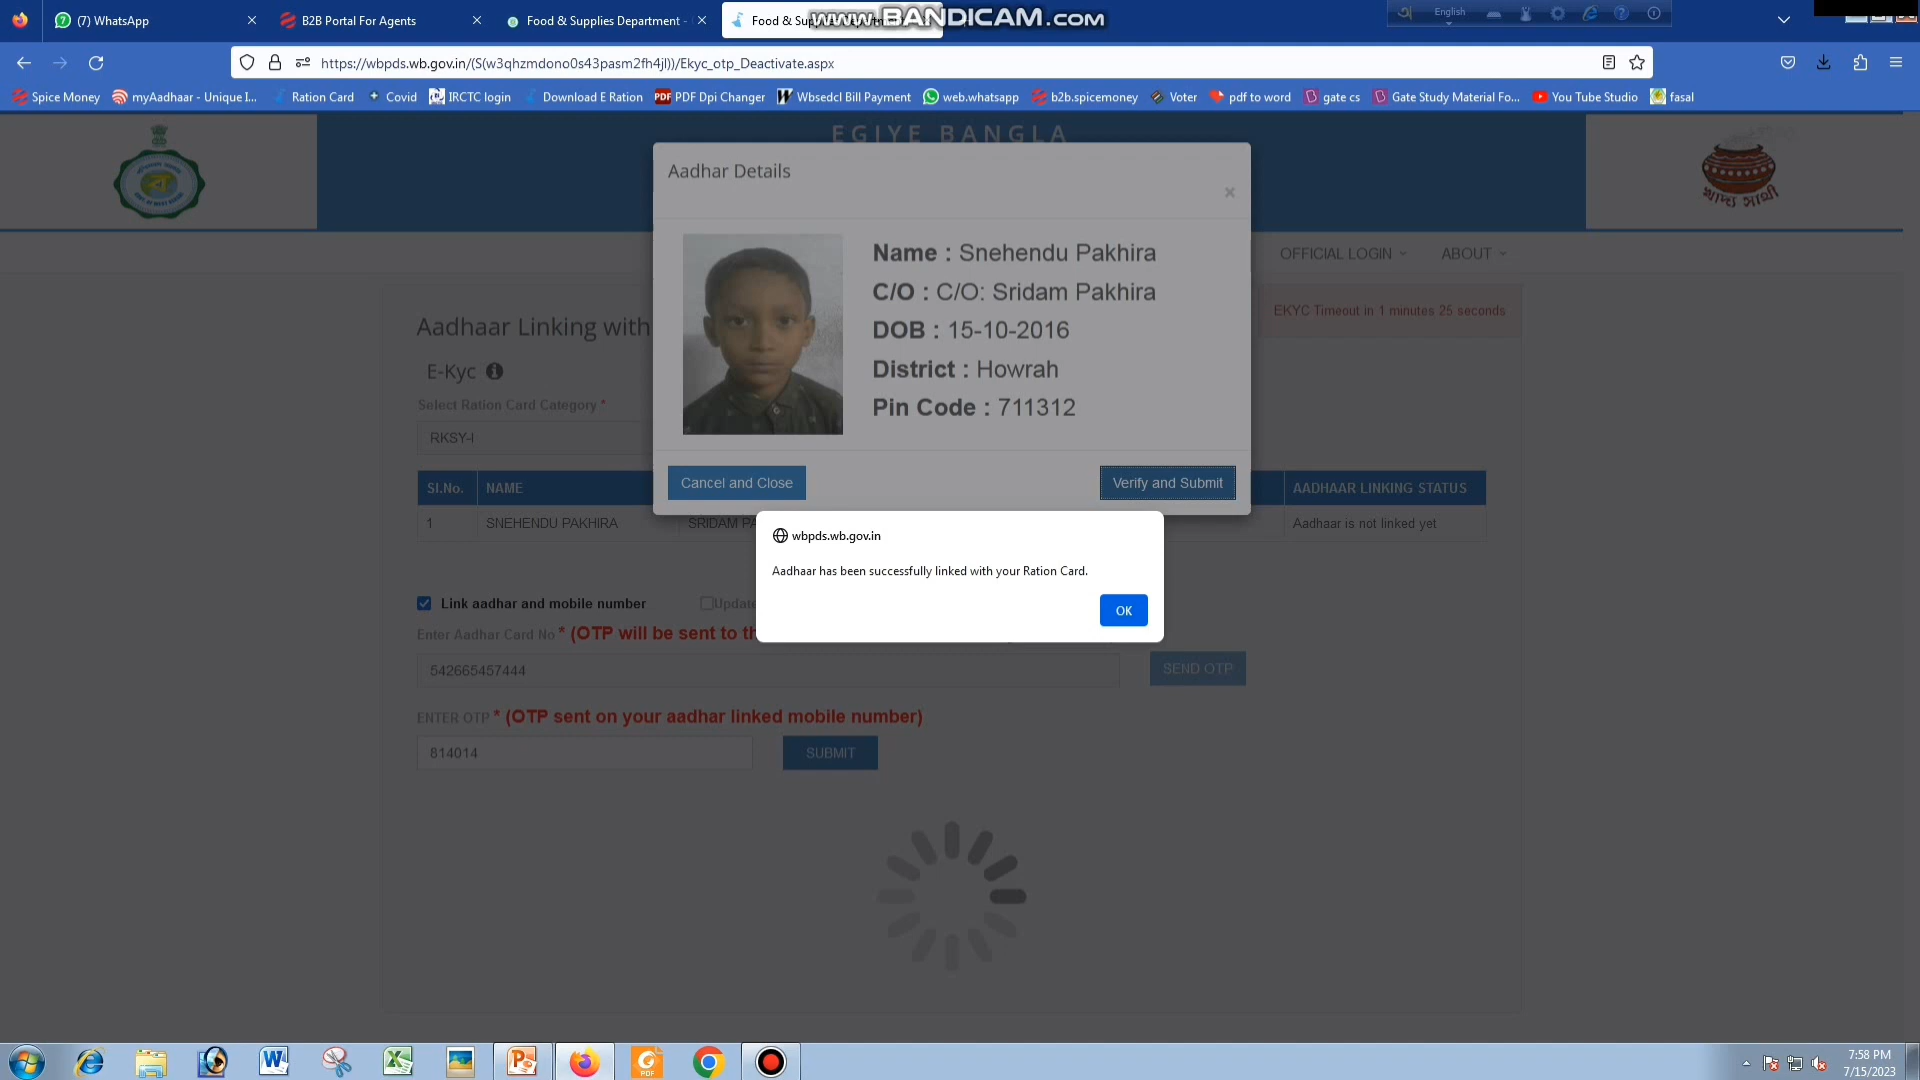 (7) WhatsApp
B2B Portal For Agents
Food & Supplies Department -
Food & Supplies
www.BANDICAM.com
English
https://wbpds.wb.gov.in/(S(w3qhzmdono0s43pasm2fh4jl))/Ekyc_otp_Deactivate.aspx
Spice Money
myAadhaar - Unique I...
Ration Card
Covid
IRCTC login
Download E Ration
PDF Dpi Changer
Wbsedcl Bill Payment
web.whatsapp
b2b.spicemoney
Voter
pdf to word
gate cs
Gate Study Material Fo...
You Tube Studio
fasal
EGIYE BANGLA
খাদ্য সাথী
OFFICIAL LOGIN
ABOUT
Aadhar Details
×
Name : Snehendu Pakhira
C/O : C/O: Sridam Pakhira
DOB : 15-10-2016
District : Howrah
Pin Code : 711312
Cancel and Close
Verify and Submit
EKYC Timeout in 1 minutes 25 seconds
Aadhaar Linking with
E-Kyc
Select Ration Card Category *
RKSY-I
Sl.No.
NAME
AADHAAR LINKING STATUS
1
SNEHENDU PAKHIRA
SRIDAM PA
Aadhaar is not linked yet
wbpds.wb.gov.in
Aadhaar has been successfully linked with your Ration Card.
OK
Link aadhar and mobile number
Update
Enter Aadhar Card No * (OTP will be sent to th
542665457444
SEND OTP
ENTER OTP * (OTP sent on your aadhar linked mobile number)
814014
SUBMIT
7:58 PM
7/15/2023